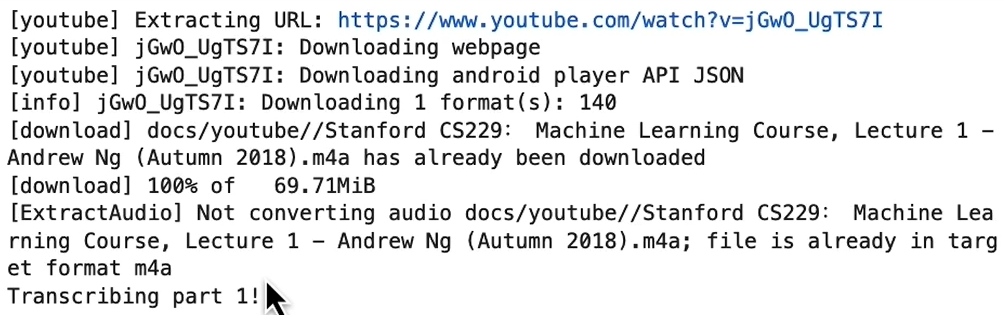 [youtube] Extracting URL: https://www.youtube.com/watch?v=jGwO_UgTS7I
[youtube] jGwO_UgTS7I: Downloading webpage
[youtube] jGwO_UgTS7I: Downloading android player API JSON
[info] jGwO_UgTS7I: Downloading 1 format(s): 140
[download] docs/youtube//Stanford CS229： Machine Learning Course, Lecture 1 -
Andrew Ng (Autumn 2018).m4a has already been downloaded
[download] 100% of   69.71MiB
[ExtractAudio] Not converting audio docs/youtube//Stanford CS229： Machine Lea
rning Course, Lecture 1 - Andrew Ng (Autumn 2018).m4a; file is already in targ
et format m4a
Transcribing part 1!